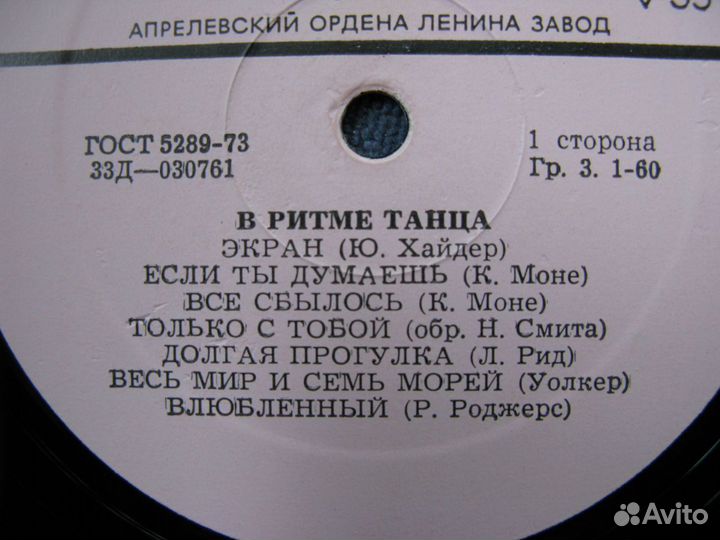 АПРЕЛЕВСКИЙ ОРДЕНА ЛЕНИНА ЗАВОД
ГОСТ 5289-73
33Д—030761
1 сторона
Гр. 3. 1-60
В РИТМЕ ТАНЦА
ЭКРАН (Ю. Хайдер)
ЕСЛИ ТЫ ДУМАЕШЬ (К. Моне)
ВСЕ СБЫЛОСЬ (К. Моне)
ТОЛЬКО С ТОБОЙ (обр. Н. Смита)
ДОЛГАЯ ПРОГУЛКА (Л. Рид)
ВЕСЬ МИР И СЕМЬ МОРЕЙ (Уолкер)
ВЛЮБЛЕННЫЙ (Р. Роджерс)
Avito